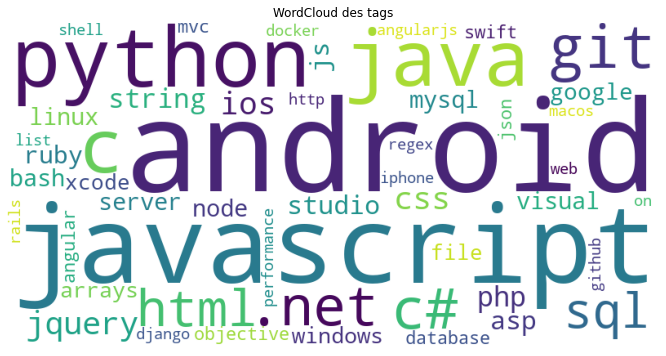 WordCloud des tags
shell
mvc
docker
angularjs
swift
python
js
java
git
string
ios
http
mysql
google
linux
json
macos
list
c
android
regex
ruby
bash
xcode
iphone
web
server
node
studio
css
visual
on
rails
angular
javascript
performance
file
github
arrays
html
.net
c#
php
sql
jquery
asp
django
objective
windows
database